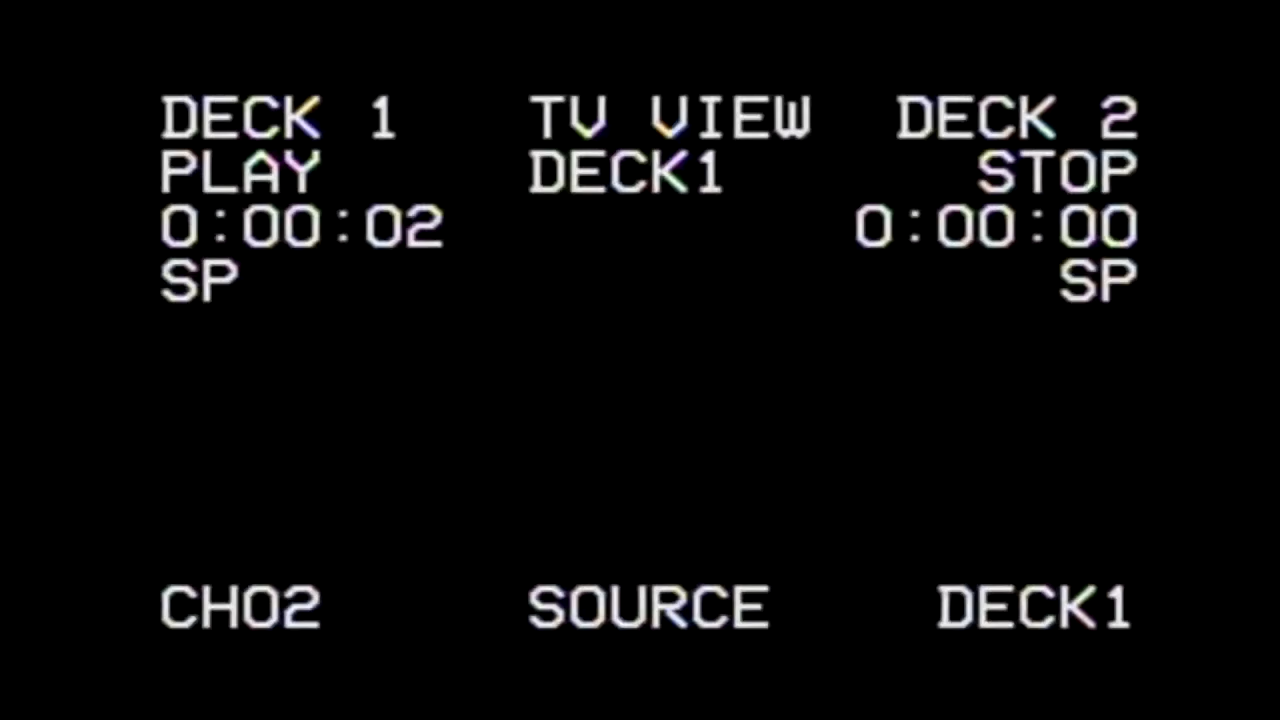 DECK 1 TV VIEW DECK 2
PLAY DECK1 STOP
0:00:02 0:00:00
SP SP
CH02 SOURCE DECK1